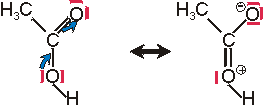 H₃C O H₃C ⊖ O
C C
O O ⊕
H H